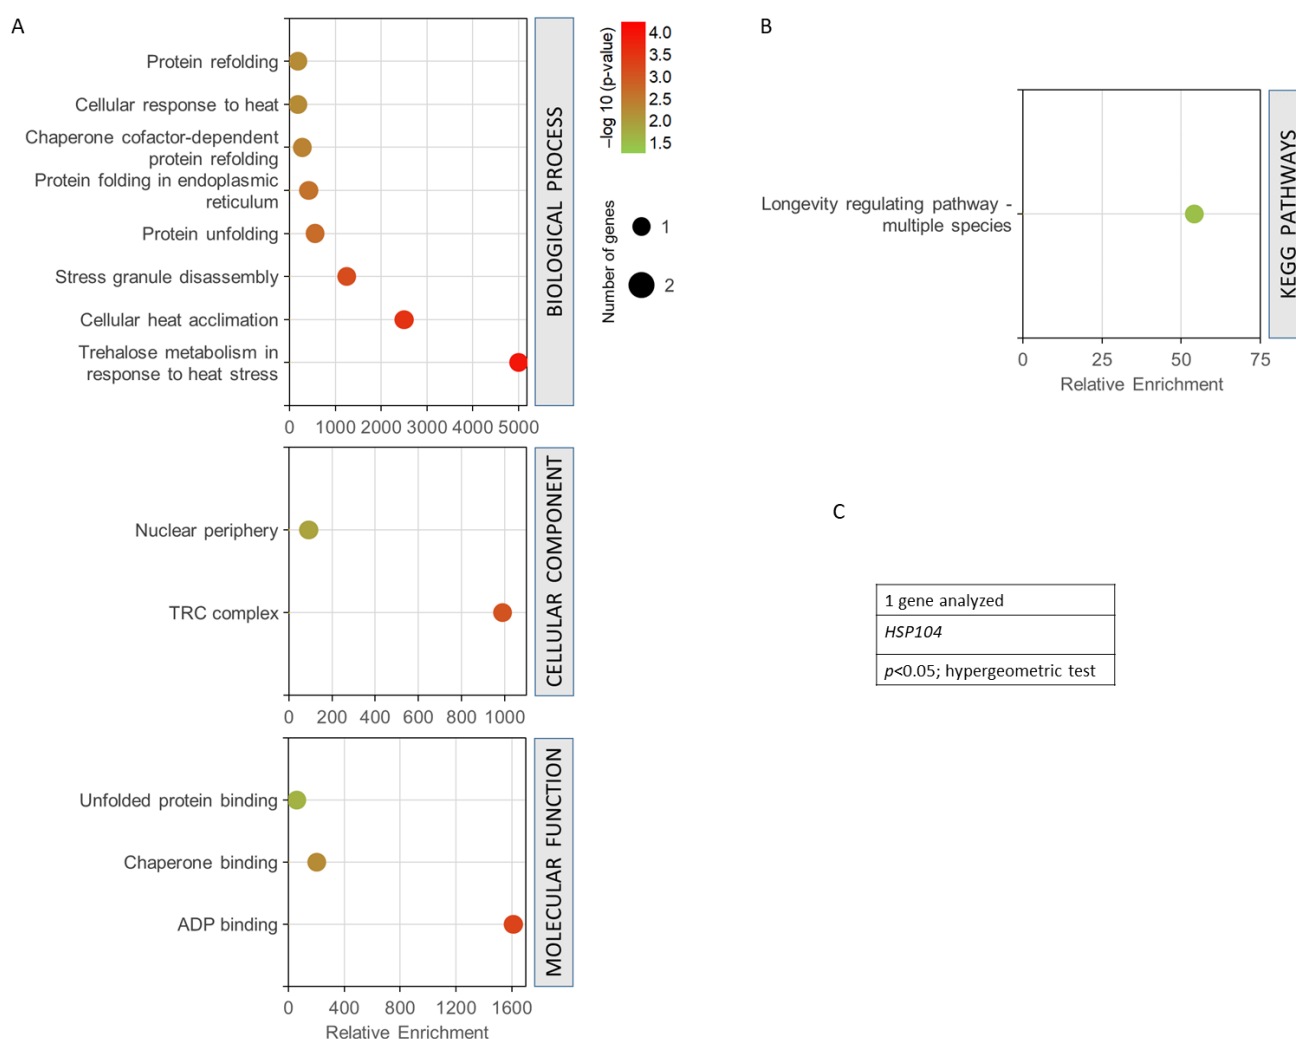 A
Protein refolding
Cellular response to heat
Chaperone cofactor-dependent
protein refolding
Protein folding in endoplasmic
reticulum
Protein unfolding
Stress granule disassembly
Cellular heat acclimation
Trehalose metabolism in
response to heat stress
0 1000 2000 3000 4000 5000
BIOLOGICAL PROCESS
−log 10 (p-value)
4.0
3.5
3.0
2.5
2.0
1.5
Number of genes
1
2
Nuclear periphery
TRC complex
0 200 400 600 800 1000
CELLULAR COMPONENT
Unfolded protein binding
Chaperone binding
ADP binding
0 400 800 1200 1600
Relative Enrichment
MOLECULAR FUNCTION
B
Longevity regulating pathway -
multiple species
0 25 50 75
Relative Enrichment
KEGG PATHWAYS
C
1 gene analyzed
HSP104
p<0.05; hypergeometric test